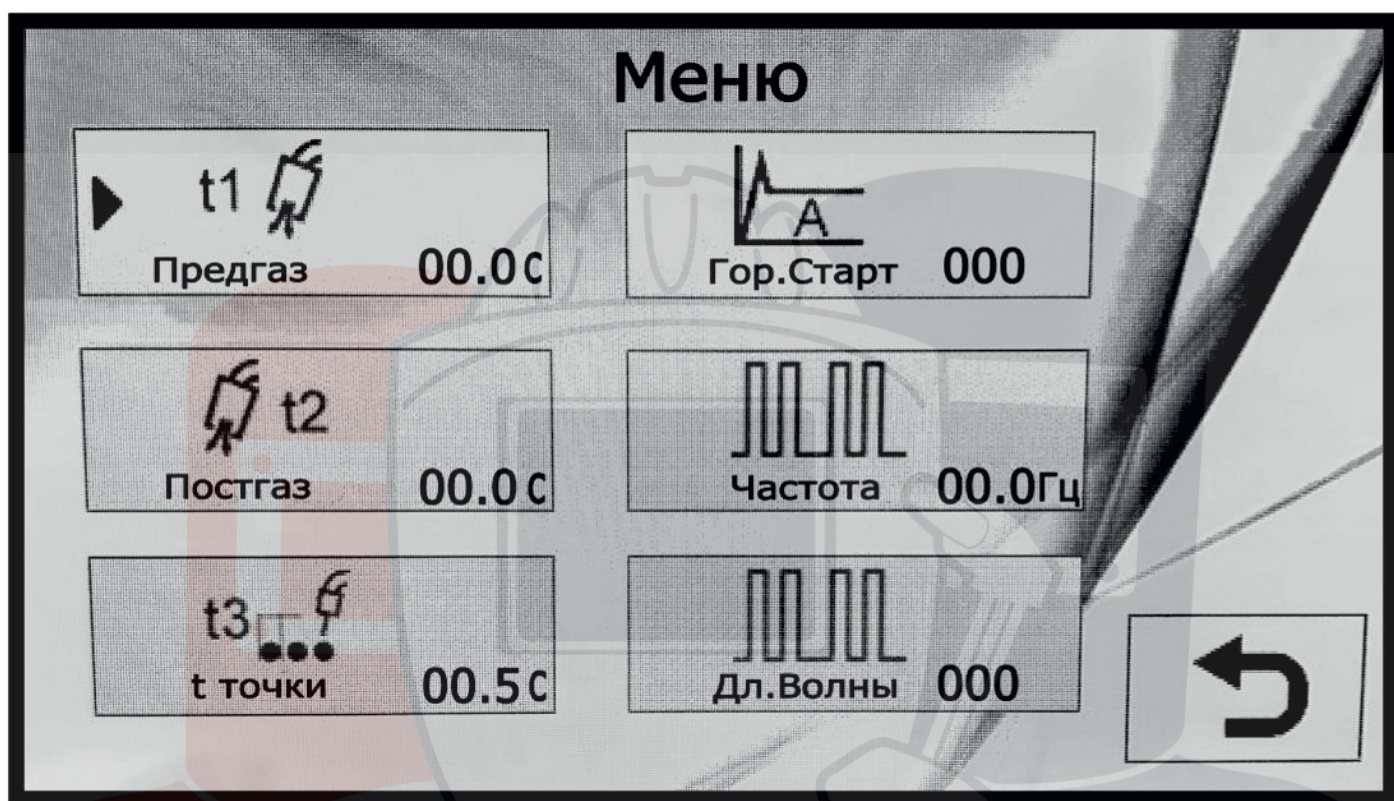 Меню
t1
Предгаз 00.0с
A
Гор.Старт 000
t2
Постгаз 00.0с
Частота 00.0Гц
t3
t точки 00.5с
Дл.Волны 000